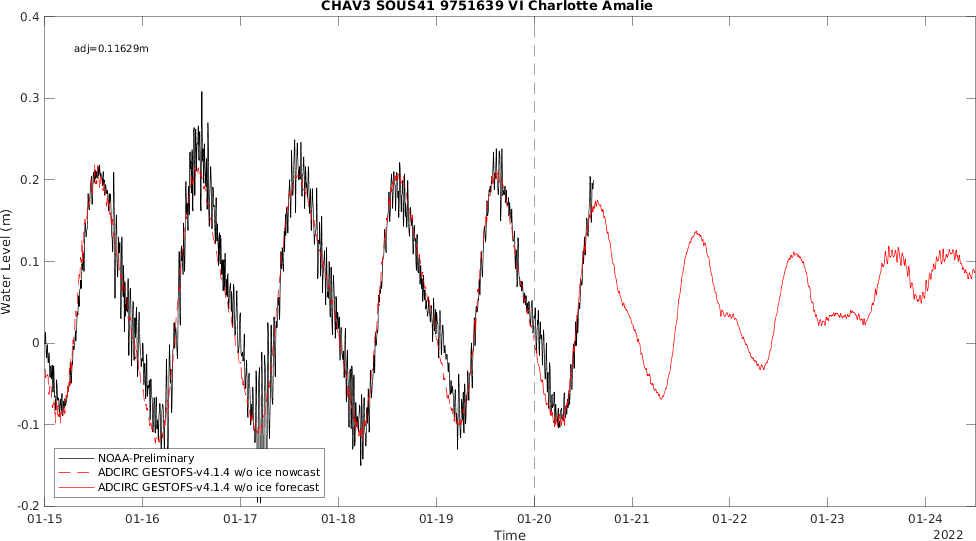 CHAV3 SOUS41 9751639 VI Charlotte Amalie
0.4
adj=0.11629m
0.3
0.2
0.1
0
-0.1
-0.2
Water Level (m)
NOAA-Preliminary
ADCIRC GESTOFS-v4.1.4 w/o ice nowcast
ADCIRC GESTOFS-v4.1.4 w/o ice forecast
01-15 01-16 01-17 01-18 01-19 01-20 01-21 01-22 01-23 01-24
Time
2022